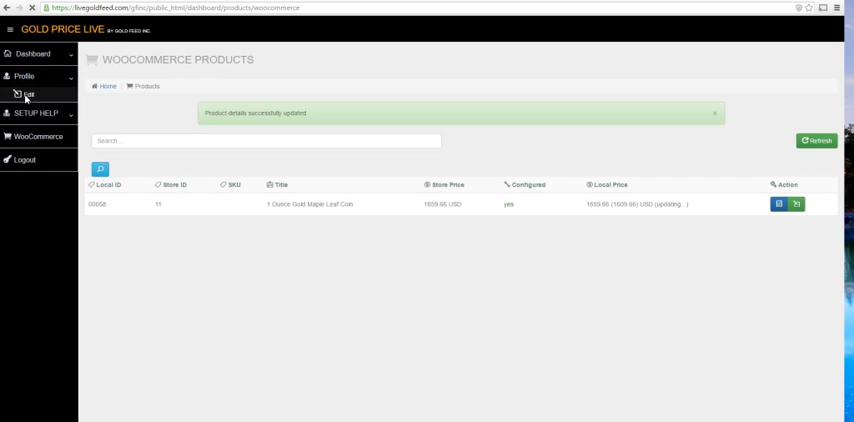 https://livegoldfeed.com/gfinc/public_html/dashboard/products/woocommerce
GOLD PRICE LIVE BY GOLD FEED INC.
Dashboard
Profile
Edit
SETUP HELP
WooCommerce
Logout
WOOCOMMERCE PRODUCTS
Home Products
Product details successfully updated ×
Search...
Refresh
Local ID Store ID SKU Title Store Price Configured Local Price Action
00058 11 1 Ounce Gold Maple Leaf Coin 1659.66 USD yes 1659.66 (1609.66) USD (updating...)